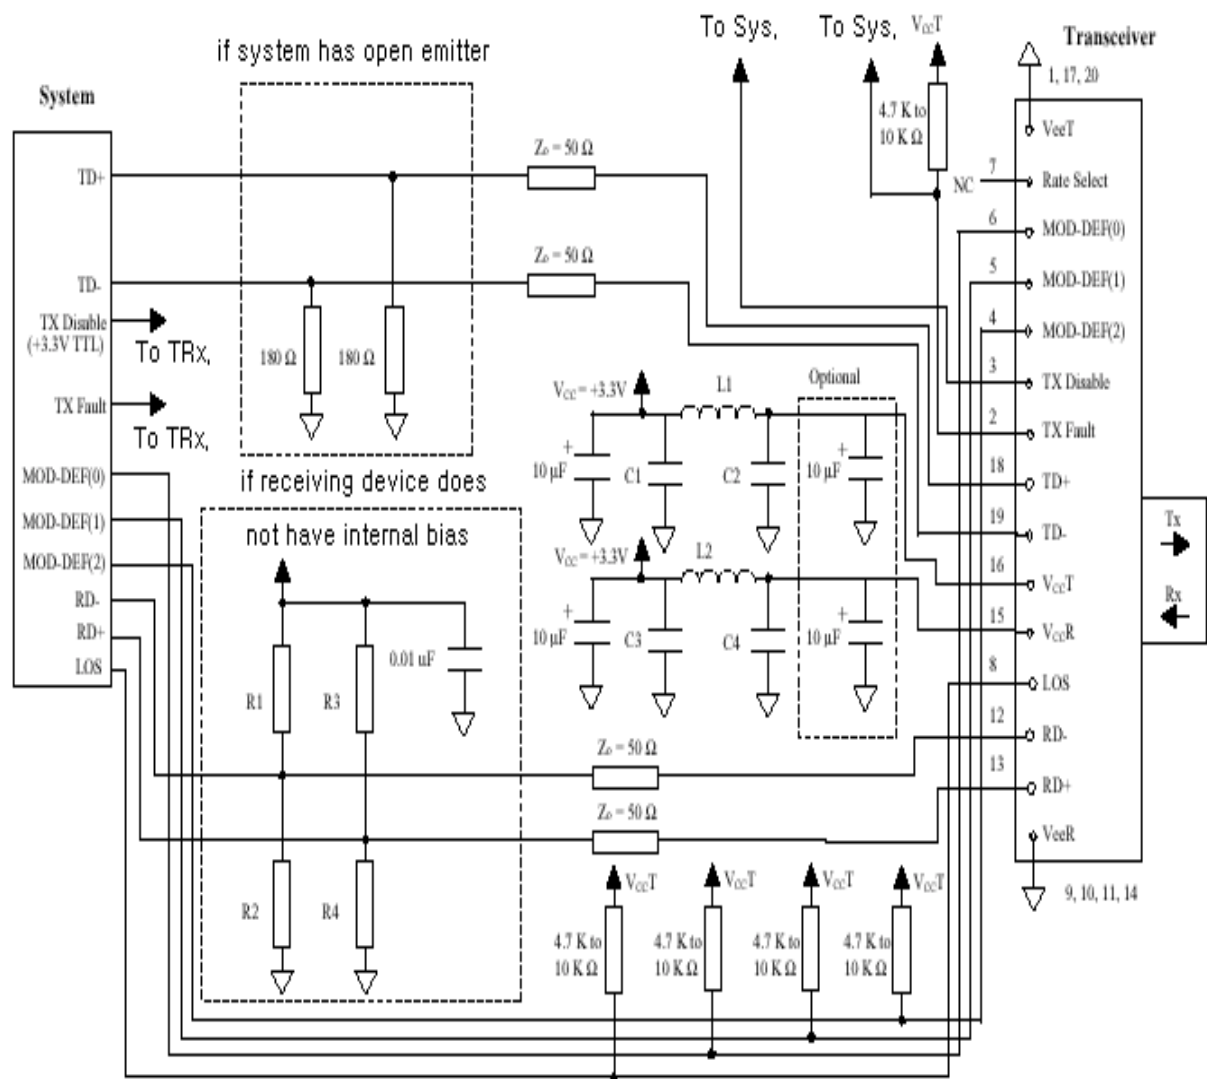 To Sys,
To Sys,
VCCT
Transceiver
if system has open emitter
1, 17, 20
System
4.7 K to
10 K Ω
VeeT
Zo = 50 Ω
7
NC
Rate Select
TD+
6
MOD-DEF(0)
Zo = 50 Ω
5
MOD-DEF(1)
TD-
4
MOD-DEF(2)
TX Disable
(+3.3V TTL)
To TRx,
180 Ω
180 Ω
3
TX Disable
L1
Optional
VCC = +3.3V
TX Fault
To TRx,
2
TX Fault
+
10 µF
C1
C2
+
10 µF
18
TD+
MOD-DEF(0)
if receiving device does
not have internal bias
19
TD-
Tx
MOD-DEF(1)
MOD-DEF(2)
VCC = +3.3V
L2
16
VCCT
RD-
Rx
RD+
+
10 µF
C3
C4
+
10 µF
15
VCCR
LOS
0.01 uF
8
LOS
R1
R3
12
RD-
Zo = 50 Ω
13
RD+
Zo = 50 Ω
VeeR
9, 10, 11, 14
VCCT
VCCT
VCCT
VCCT
R2
R4
4.7 K to
10 K Ω
4.7 K to
10 K Ω
4.7 K to
10 K Ω
4.7 K to
10 K Ω